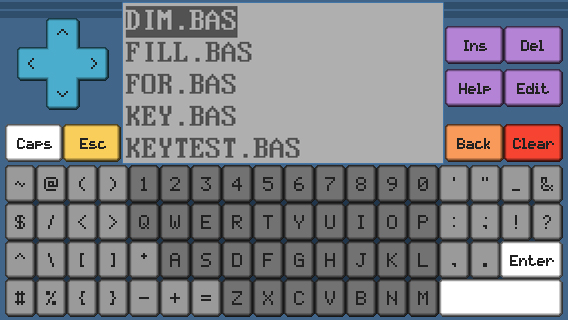 DIM.BAS
FILL.BAS
FOR.BAS
KEY.BAS
KEYTEST.BAS
Ins Del
Help Edit
Caps Esc
Back Clear
~ @ ( ) 1 2 3 4 5 6 7 8 9 0 ' " _ &
$ / < > Q W E R T Y U I O P : ; ! ?
^ \ [ ] * A S D F G H J K L , . Enter
# % { } - + = Z X C V B N M